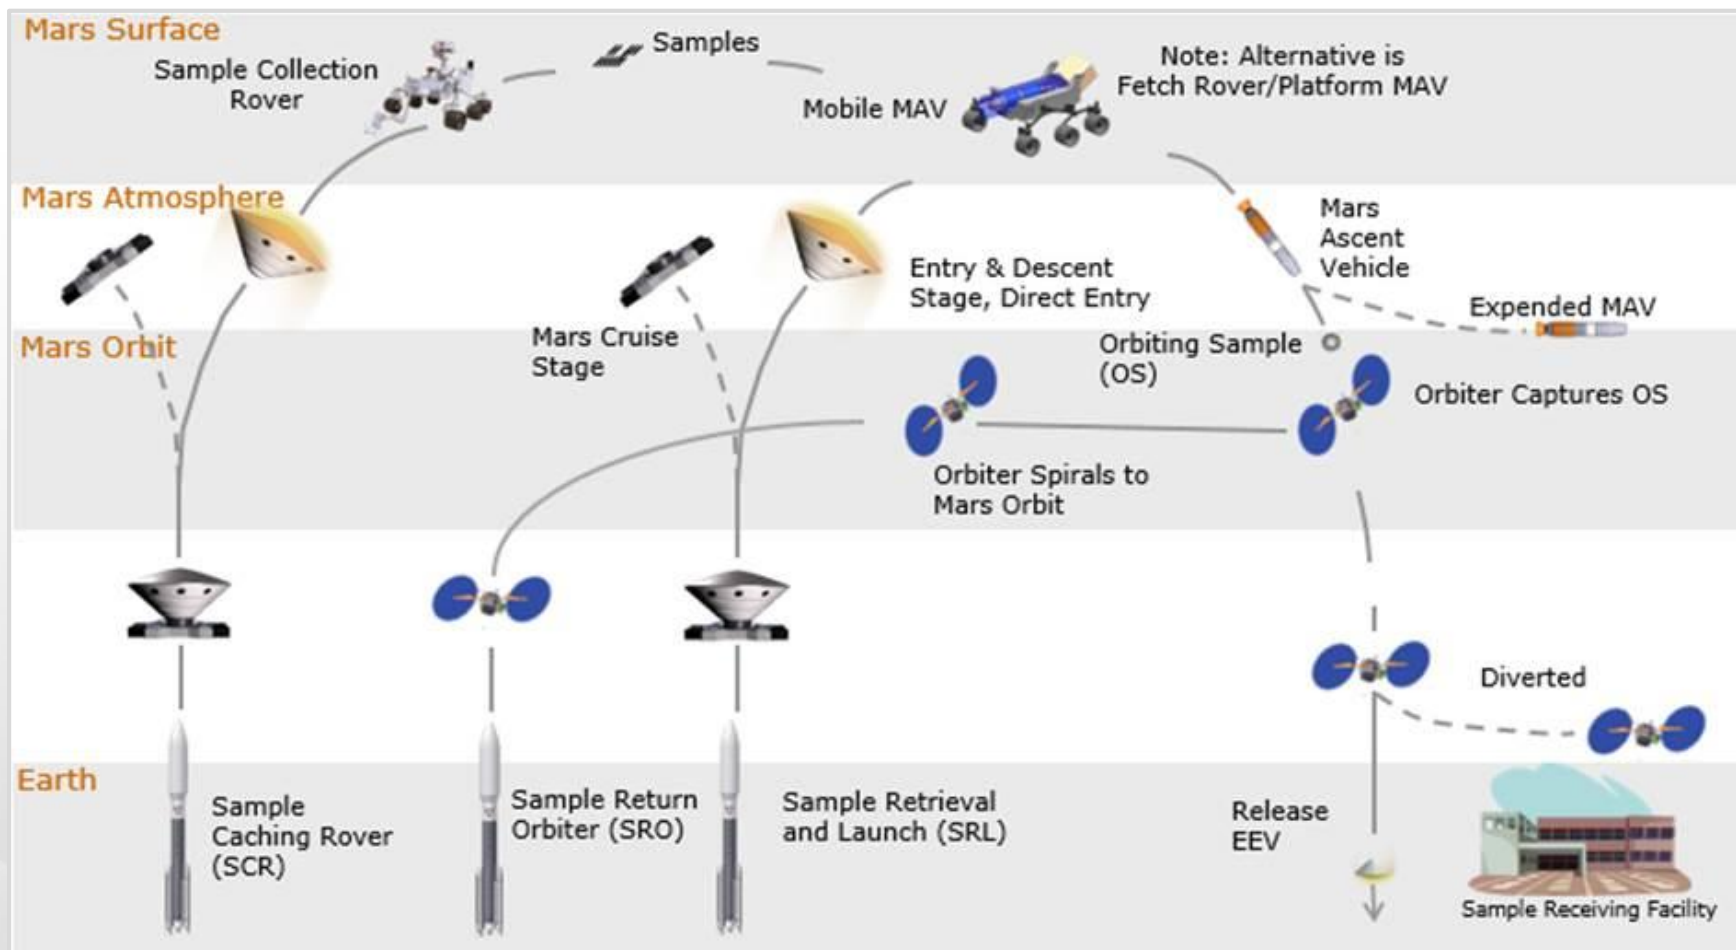 Mars Surface
Sample Collection
Rover
Samples
Mobile MAV
Note: Alternative is
Fetch Rover/Platform MAV
Mars Atmosphere
Mars
Ascent
Vehicle
Entry & Descent
Stage, Direct Entry
Expended MAV
Mars Orbit
Mars Cruise
Stage
Orbiting Sample
(OS)
Orbiter Captures OS
Orbiter Spirals to
Mars Orbit
Diverted
Earth
Sample
Caching Rover
(SCR)
Sample Return
Orbiter (SRO)
Sample Retrieval
and Launch (SRL)
Release
EEV
Sample Receiving Facility